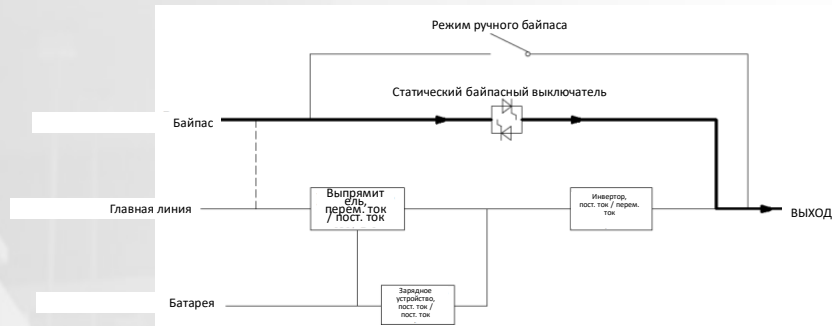 Режим ручного байпаса
Статический байпасный выключатель
Байпас
Выпрямит
ель,
перем. ток
/ пост. ток
Инвертор,
пост. ток / перем.
ток
Главная линия
ВЫХОД
Зарядное
устройство,
пост. ток /
пост. ток
Батарея